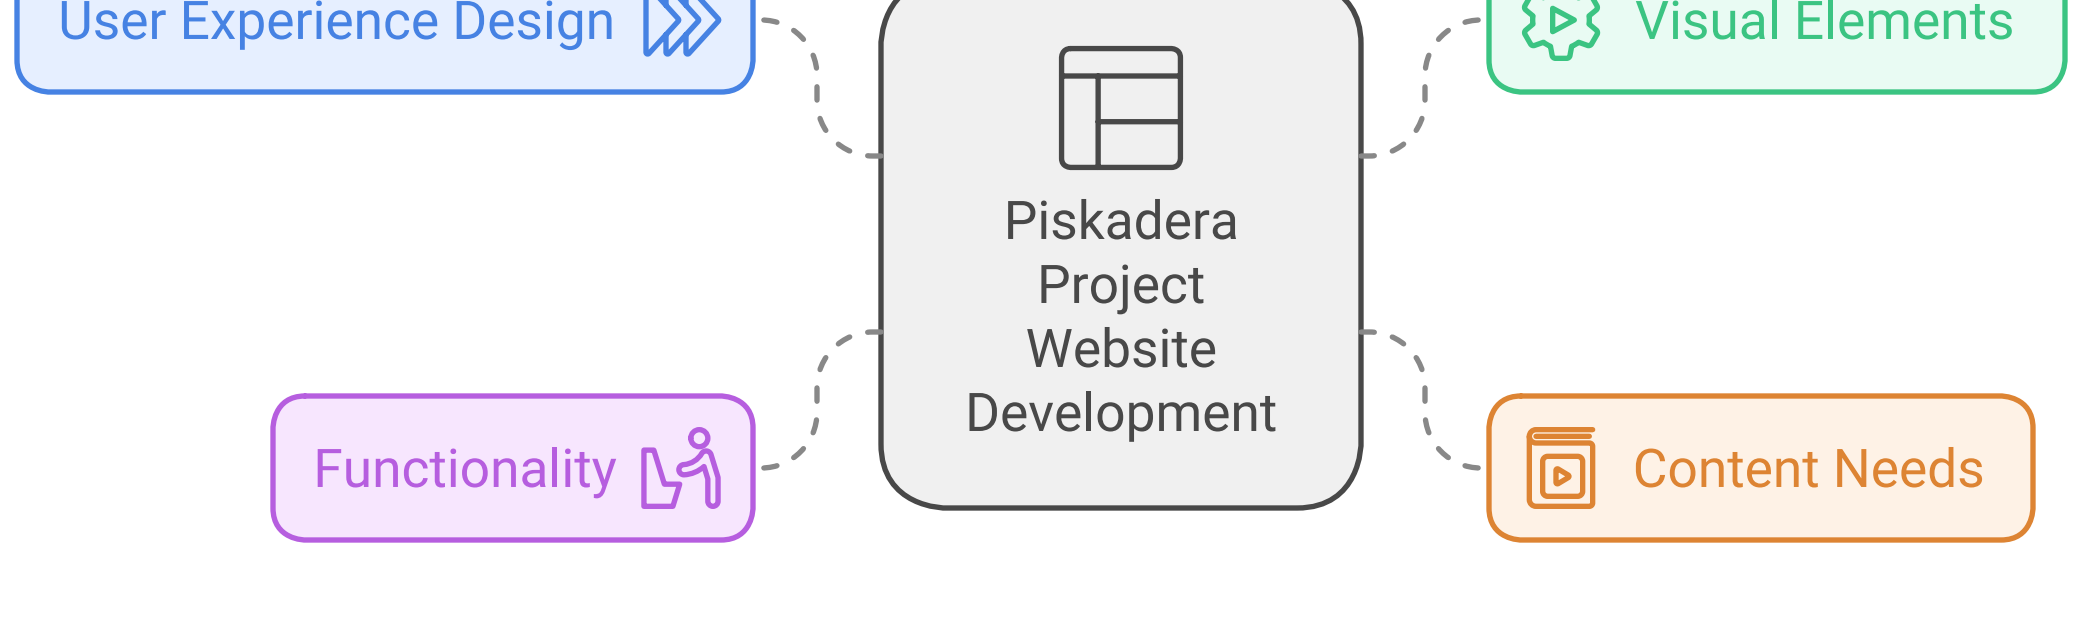 User Experience Design
Visual Elements
Piskadera
Project
Website
Development
Functionality
Content Needs